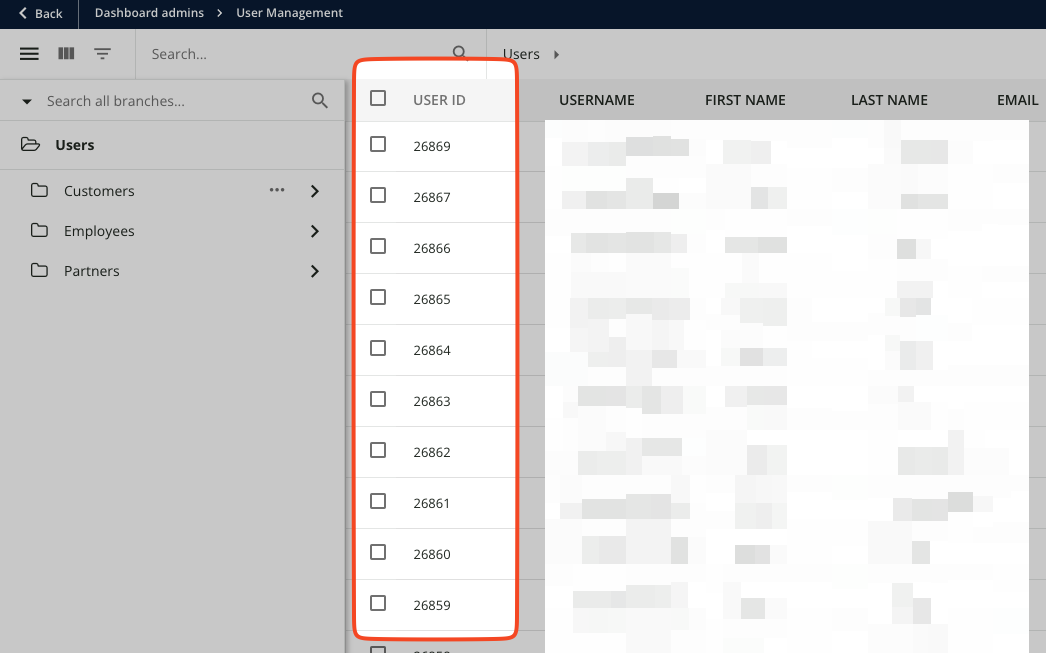 Back Dashboard admins User Management
Search... Users
Search all branches...
Users
Customers
Employees
Partners
USER ID USERNAME FIRST NAME LAST NAME EMAIL
26869
26867
26866
26865
26864
26863
26862
26861
26860
26859